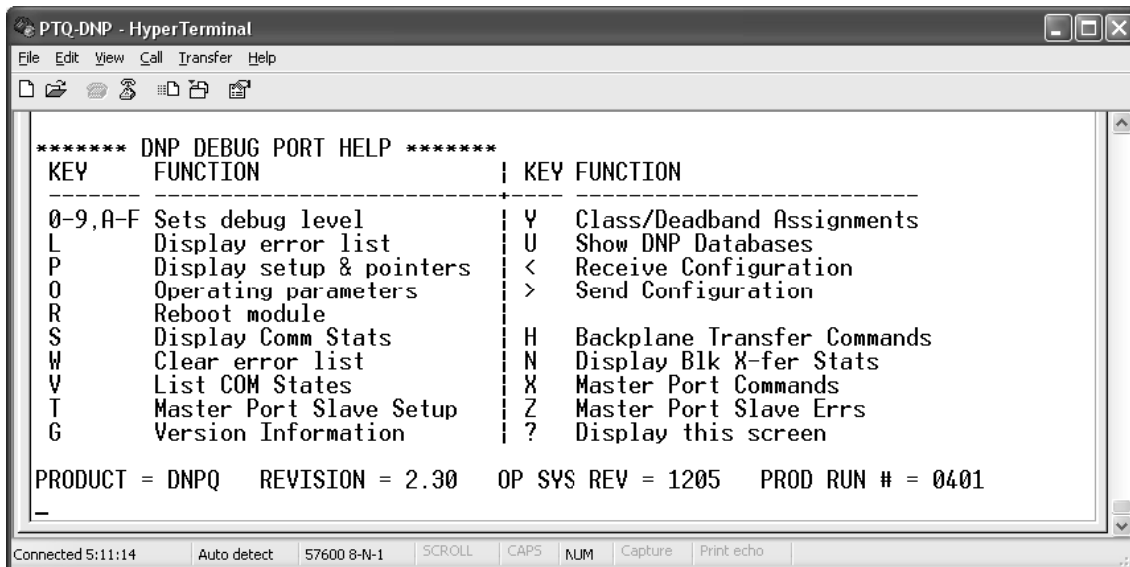 PTQ-DNP - HyperTerminal
File Edit View Call Transfer Help
******* DNP DEBUG PORT HELP *******
KEY FUNCTION | KEY FUNCTION
------- --------------------------+---- -------------------------
0-9,A-F Sets debug level | Y Class/Deadband Assignments
L Display error list | U Show DNP Databases
P Display setup & pointers | < Receive Configuration
O Operating parameters | > Send Configuration
R Reboot module |
S Display Comm Stats | H Backplane Transfer Commands
W Clear error list | N Display Blk X-fer Stats
V List COM States | X Master Port Commands
T Master Port Slave Setup | Z Master Port Slave Errs
G Version Information | ? Display this screen
PRODUCT = DNPQ REVISION = 2.30 OP SYS REV = 1205 PROD RUN # = 0401
_
Connected 5:11:14 Auto detect 57600 8-N-1 SCROLL CAPS NUM Capture Print echo